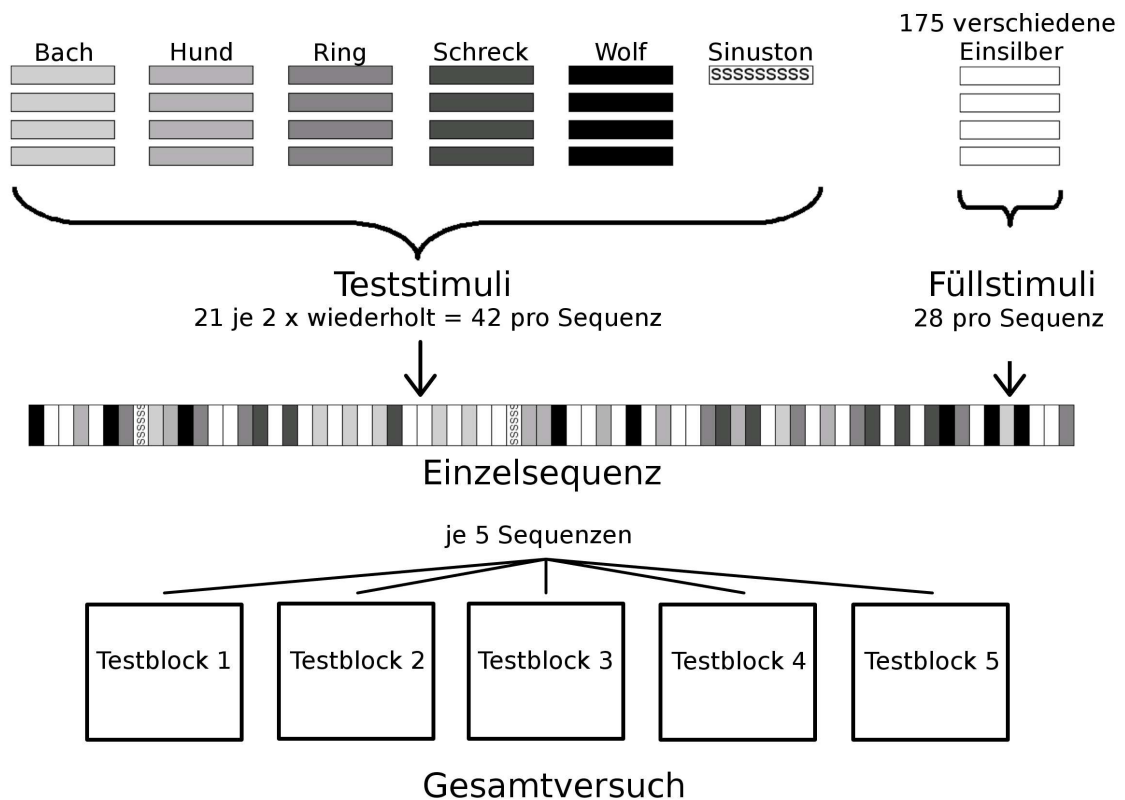 175 verschiedene
Bach Hund Ring Schreck Wolf Sinuston Einsilber
SSSSSSSSS
Teststimuli Füllstimuli
21 je 2 x wiederholt = 42 pro Sequenz 28 pro Sequenz
SSSS SSSS
Einzelsequenz
je 5 Sequenzen
Testblock 1 Testblock 2 Testblock 3 Testblock 4 Testblock 5
Gesamtversuch